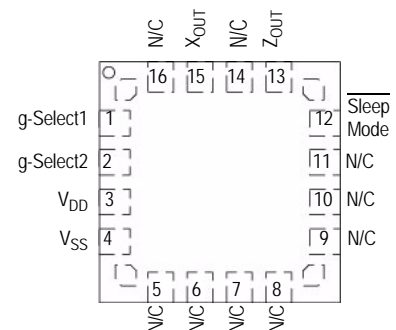 N/C XOUT N/C ZOUT
16 15 14 13
g-Select1 1 12 Sleep Mode
g-Select2 2 11 N/C
VDD 3 10 N/C
VSS 4 9 N/C
5 6 7 8
N/C N/C N/C N/C